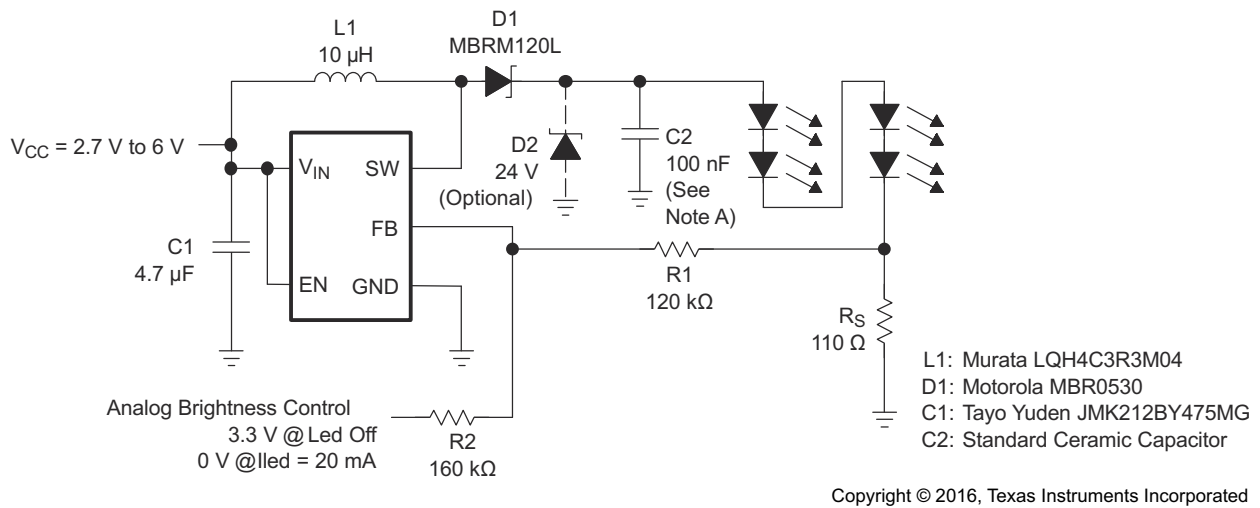 D1
MBRM120L
L1
10 µH
V_CC = 2.7 V to 6 V
V_IN
SW
FB
EN
GND
C1
4.7 µF
D2
24 V
(Optional)
C2
100 nF
(See
Note A)
R1
120 kΩ
R_S
110 Ω
Analog Brightness Control
3.3 V @ Led Off
0 V @ Iled = 20 mA
R2
160 kΩ
L1: Murata LQH4C3R3M04
D1: Motorola MBR0530
C1: Tayo Yuden JMK212BY475MG
C2: Standard Ceramic Capacitor
Copyright © 2016, Texas Instruments Incorporated